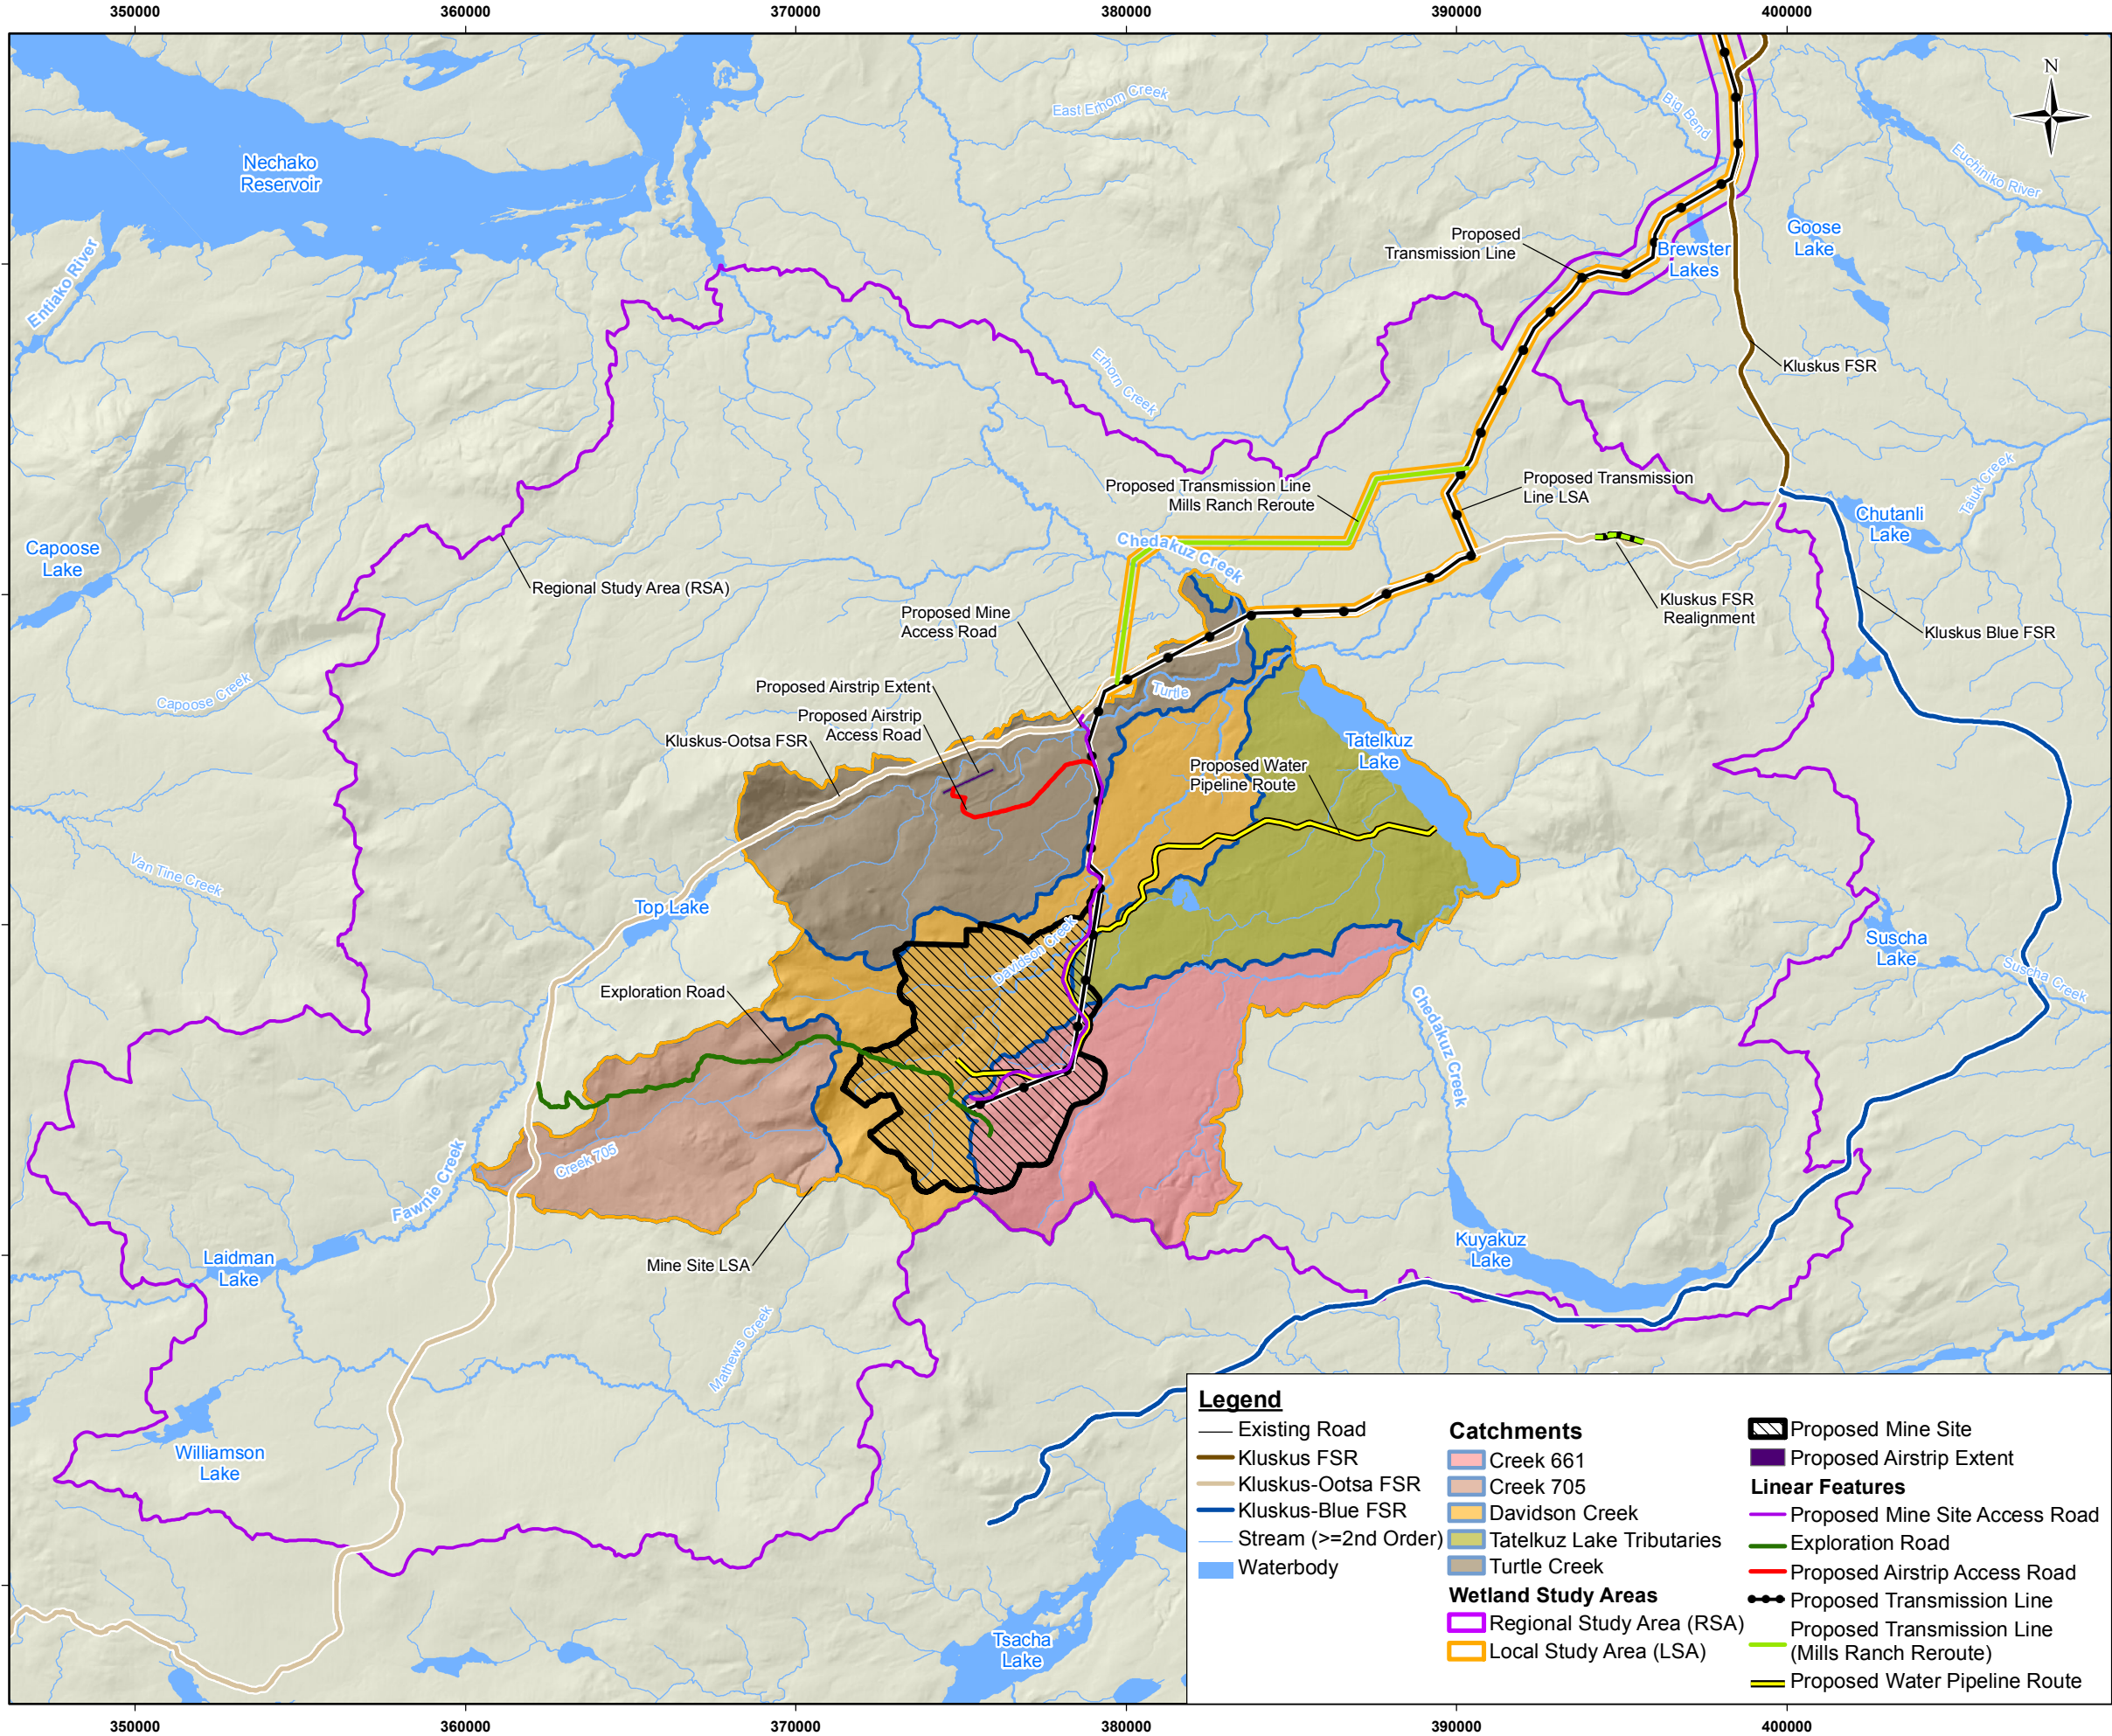 350000
360000
370000
380000
390000
400000
N
Big Bend
East Erhorn Creek
Euchiniko River
Nechako
Reservoir
Entiako River
Proposed
Transmission Line
Brewster
Lakes
Goose
Lake
Erhorn Creek
Kluskus FSR
Proposed Transmission Line
Mills Ranch Reroute
Proposed Transmission
Line LSA
Tatuk Creek
Chutanli
Lake
Capoose
Lake
Chedakuz Creek
Regional Study Area (RSA)
Proposed Mine
Access Road
Kluskus FSR
Realignment
Kluskus Blue FSR
Capoose Creek
Proposed Airstrip Extent
Turtle
Proposed Airstrip
Access Road
Kluskus-Ootsa FSR
Tatelkuz
Lake
Proposed Water
Pipeline Route
Van Tine Creek
Top Lake
Davidson Creek
Suscha
Lake
Suscha Creek
Exploration Road
Chedakuz Creek
Creek 705
Fawnie Creek
Laidman
Lake
Mine Site LSA
Kuyakuz
Lake
Mathews Creek
Williamson
Lake
Tsacha
Lake
Legend
Existing Road
Kluskus FSR
Kluskus-Ootsa FSR
Kluskus-Blue FSR
Stream (>=2nd Order)
Waterbody
Catchments
Creek 661
Creek 705
Davidson Creek
Tatelkuz Lake Tributaries
Turtle Creek
Wetland Study Areas
Regional Study Area (RSA)
Local Study Area (LSA)
Proposed Mine Site
Proposed Airstrip Extent
Linear Features
Proposed Mine Site Access Road
Exploration Road
Proposed Airstrip Access Road
Proposed Transmission Line
Proposed Transmission Line
(Mills Ranch Reroute)
Proposed Water Pipeline Route
350000
360000
370000
380000
390000
400000